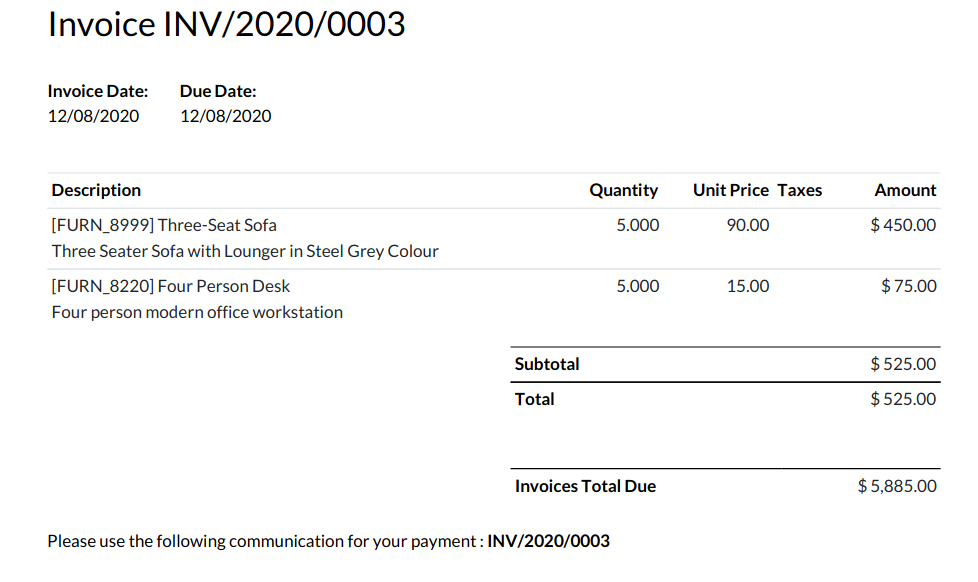 Invoice INV/2020/0003
Invoice Date: Due Date:
12/08/2020 12/08/2020
Description Quantity Unit Price Taxes Amount
[FURN_8999] Three-Seat Sofa 5.000 90.00 $ 450.00
Three Seater Sofa with Lounger in Steel Grey Colour
[FURN_8220] Four Person Desk 5.000 15.00 $ 75.00
Four person modern office workstation
Subtotal $ 525.00
Total $ 525.00
Invoices Total Due $ 5,885.00
Please use the following communication for your payment : INV/2020/0003